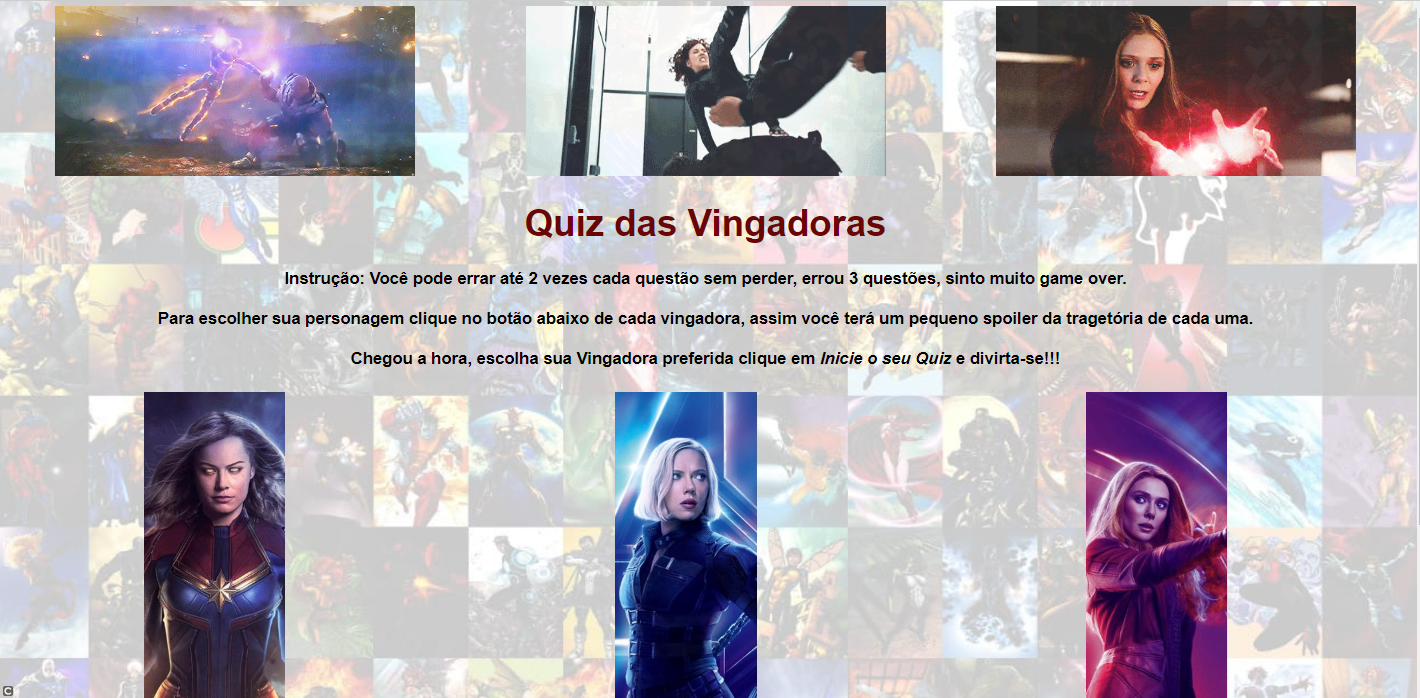 Quiz das Vingadoras
Instrução: Você pode errar até 2 vezes cada questão sem perder, errou 3 questões, sinto muito game over.
Para escolher sua personagem clique no botão abaixo de cada vingadora, assim você terá um pequeno spoiler da tragetória de cada uma.
Chegou a hora, escolha sua Vingadora preferida clique em Inicie o seu Quiz e divirta-se!!!
C